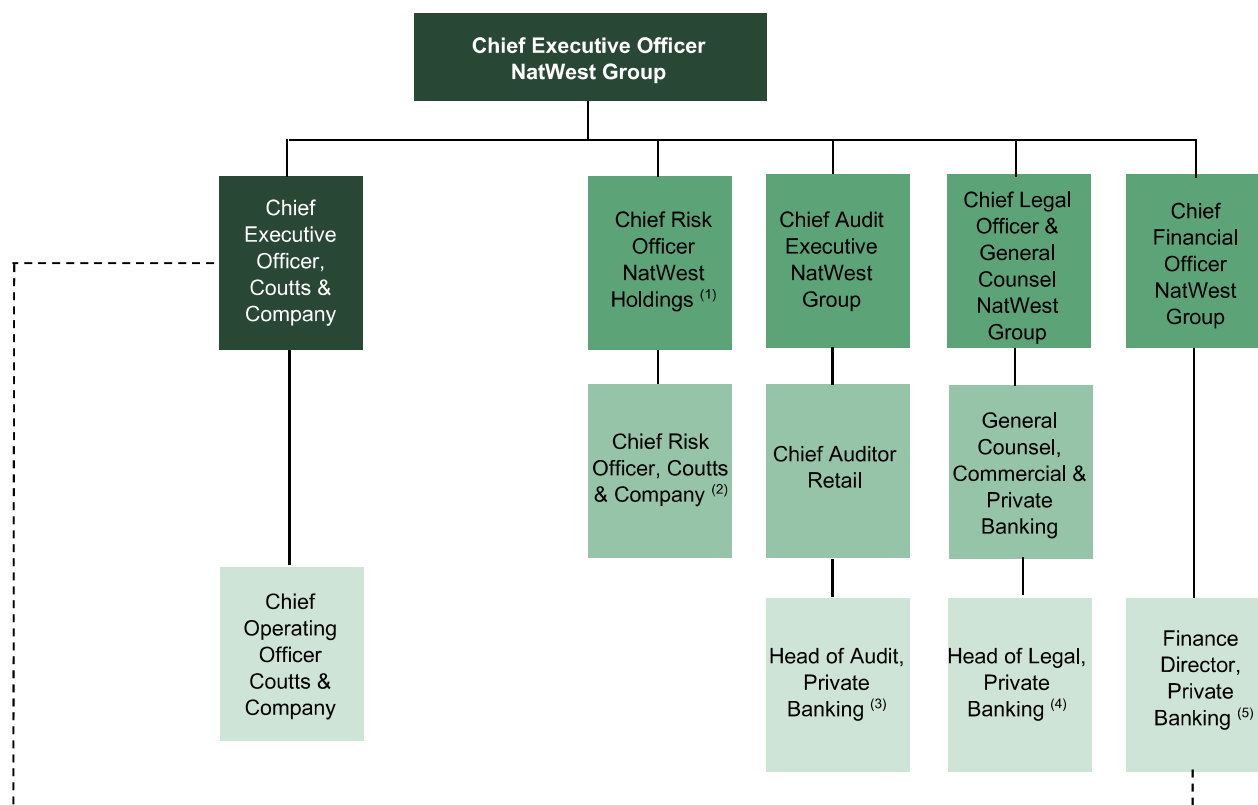 Chief Executive Officer
NatWest Group
Chief
Executive
Officer,
Coutts &
Company
Chief Risk
Officer
NatWest
Holdings (1)
Chief Audit
Executive
NatWest
Group
Chief Legal
Officer &
General
Counsel
NatWest
Group
Chief
Financial
Officer
NatWest
Group
Chief Risk
Officer, Coutts
& Company (2)
Chief Auditor
Retail
General
Counsel,
Commercial &
Private
Banking
Chief
Operating
Officer
Coutts &
Company
Head of Audit,
Private
Banking (3)
Head of Legal,
Private
Banking (4)
Finance
Director,
Private
Banking (5)